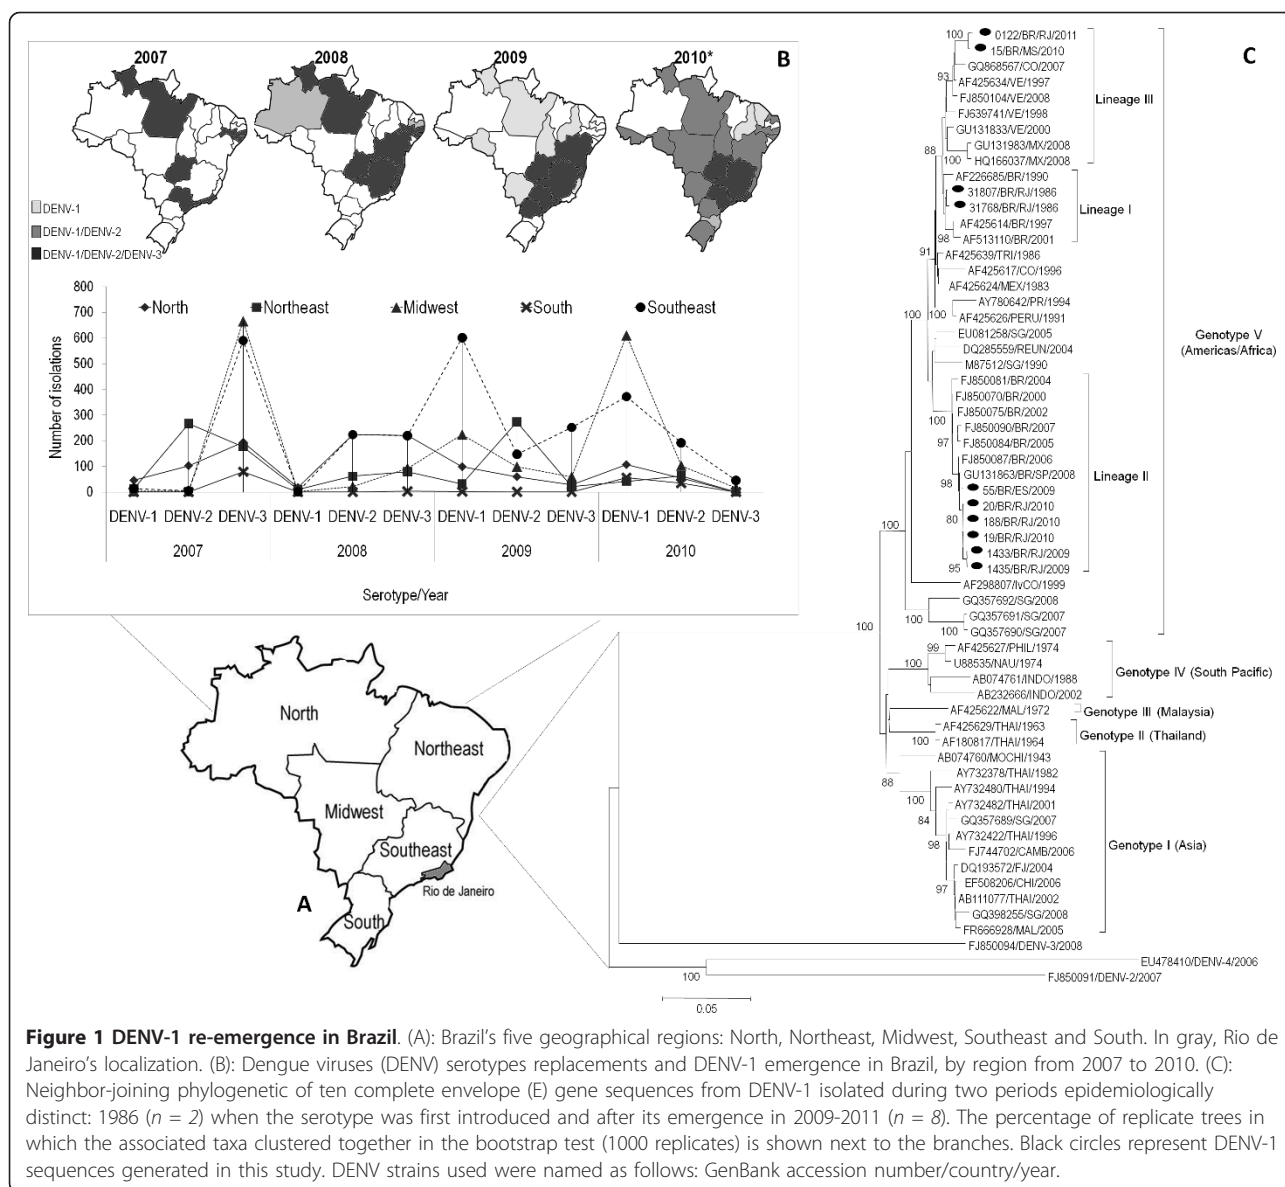 2007
2008
2009
2010*
B
DENV-1
DENV-1/DENV-2
DENV-1/DENV-2/DENV-3
North
Northeast
Midwest
South
Southeast
800
700
600
500
400
300
200
100
0
Number of isolations
DENV-1 DENV-2 DENV-3 DENV-1 DENV-2 DENV-3 DENV-1 DENV-2 DENV-3 DENV-1 DENV-2 DENV-3
2007 2008 2009 2010
Serotype/Year
North
Northeast
Midwest
Southeast
Rio de Janeiro
South
A
C
0122/BR/RJ/2011
15/BR/MS/2010
GQ868567/CO/2007
AF425634/VE/1997
FJ850104/VE/2008
FJ639741/VE/1998
GU131833/VE/2000
GU131983/MX/2008
HQ166037/MX/2008
AF226685/BR/1990
31807/BR/RJ/1986
31768/BR/RJ/1986
AF425614/BR/1997
AF513110/BR/2001
AF425639/TRI/1986
AF425617/CO/1996
AF425624/MEX/1983
AY780642/PR/1994
AF425626/PERU/1991
EU081258/SG/2005
DQ285559/REUN/2004
M87512/SG/1990
FJ850081/BR/2004
FJ850070/BR/2000
FJ850075/BR/2002
FJ850090/BR/2007
FJ850084/BR/2005
FJ850087/BR/2006
GU131863/BR/SP/2008
55/BR/ES/2009
20/BR/RJ/2010
188/BR/RJ/2010
19/BR/RJ/2010
1433/BR/RJ/2009
1435/BR/RJ/2009
AF298807/IvCO/1999
GQ357692/SG/2008
GQ357691/SG/2007
GQ357690/SG/2007
AF425627/PHIL/1974
U88535/NAU/1974
AB074761/INDO/1988
AB232666/INDO/2002
AF425622/MAL/1972
AF425629/THAI/1963
AF180817/THAI/1964
AB074760/MOCHI/1943
AY732378/THAI/1982
AY732480/THAI/1994
AY732482/THAI/2001
GQ357689/SG/2007
AY732422/THAI/1996
FJ744702/CAMB/2006
DQ193572/FJ/2004
EF508206/CHI/2006
AB111077/THAI/2002
GQ398255/SG/2008
FR666928/MAL/2005
FJ850094/DENV-3/2008
EU478410/DENV-4/2006
FJ850091/DENV-2/2007
100
93
88
100
98
91
100
100
100
97
98
80
95
100
100
100
100
99
100
100
88
100
84
98
97
100
0.05
Lineage III
Lineage I
Lineage II
Genotype V
(Americas/Africa)
Genotype IV (South Pacific)
Genotype III (Malaysia)
Genotype II (Thailand)
Genotype I (Asia)
Figure 1 DENV-1 re-emergence in Brazil. (A): Brazil's five geographical regions: North, Northeast, Midwest, Southeast and South. In gray, Rio de
Janeiro's localization. (B): Dengue viruses (DENV) serotypes replacements and DENV-1 emergence in Brazil, by region from 2007 to 2010. (C):
Neighbor-joining phylogenetic of ten complete envelope (E) gene sequences from DENV-1 isolated during two periods epidemiologically
distinct: 1986 (n = 2) when the serotype was first introduced and after its emergence in 2009-2011 (n = 8). The percentage of replicate trees in
which the associated taxa clustered together in the bootstrap test (1000 replicates) is shown next to the branches. Black circles represent DENV-1
sequences generated in this study. DENV strains used were named as follows: GenBank accession number/country/year.